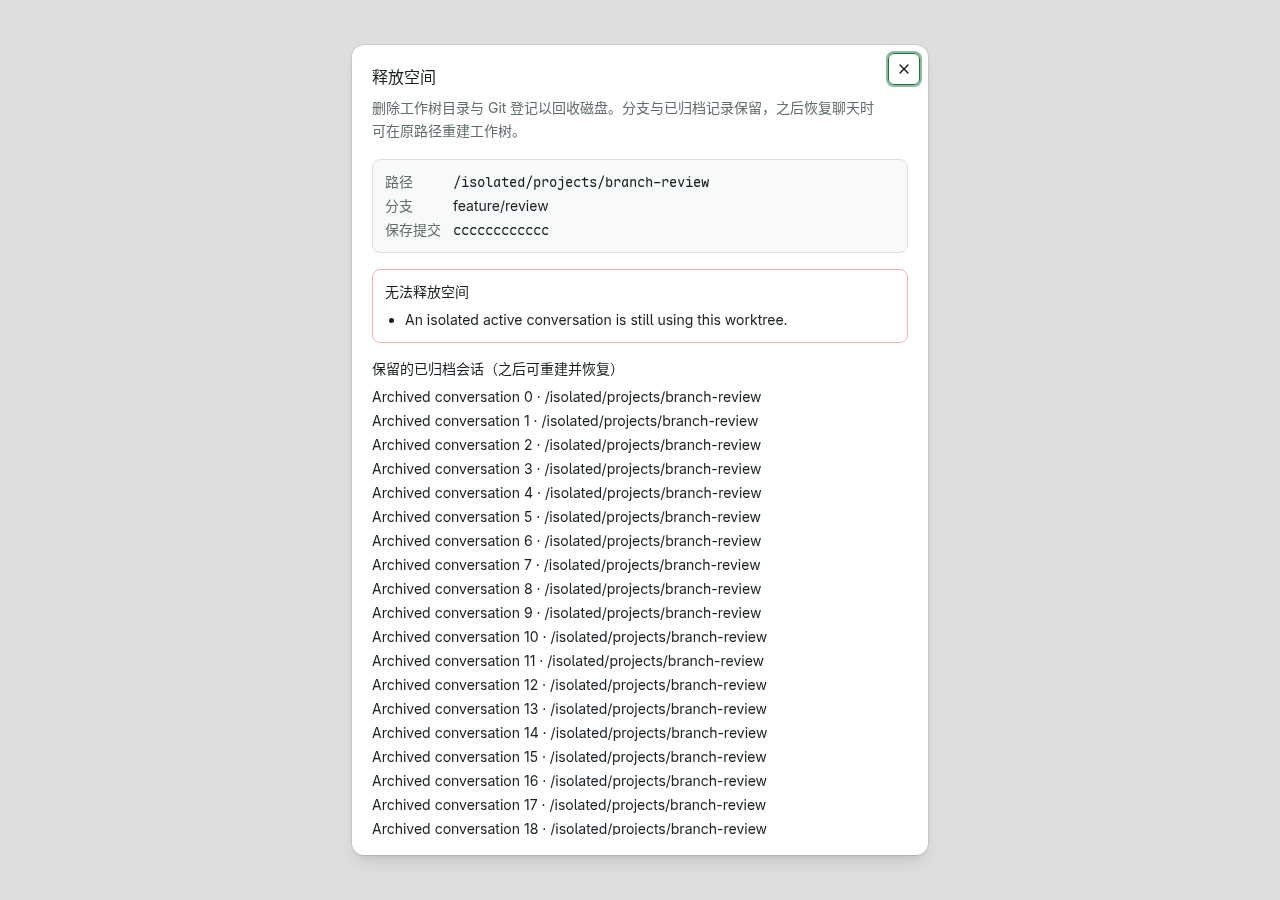 释放空间
删除工作树目录与 Git 登记以回收磁盘。分支与已归档记录保留，之后恢复聊天时
可在原路径重建工作树。
路径 /isolated/projects/branch-review
分支 feature/review
保存提交 cccccccccccc
无法释放空间
An isolated active conversation is still using this worktree.
保留的已归档会话（之后可重建并恢复）
Archived conversation 0 · /isolated/projects/branch-review
Archived conversation 1 · /isolated/projects/branch-review
Archived conversation 2 · /isolated/projects/branch-review
Archived conversation 3 · /isolated/projects/branch-review
Archived conversation 4 · /isolated/projects/branch-review
Archived conversation 5 · /isolated/projects/branch-review
Archived conversation 6 · /isolated/projects/branch-review
Archived conversation 7 · /isolated/projects/branch-review
Archived conversation 8 · /isolated/projects/branch-review
Archived conversation 9 · /isolated/projects/branch-review
Archived conversation 10 · /isolated/projects/branch-review
Archived conversation 11 · /isolated/projects/branch-review
Archived conversation 12 · /isolated/projects/branch-review
Archived conversation 13 · /isolated/projects/branch-review
Archived conversation 14 · /isolated/projects/branch-review
Archived conversation 15 · /isolated/projects/branch-review
Archived conversation 16 · /isolated/projects/branch-review
Archived conversation 17 · /isolated/projects/branch-review
Archived conversation 18 · /isolated/projects/branch-review